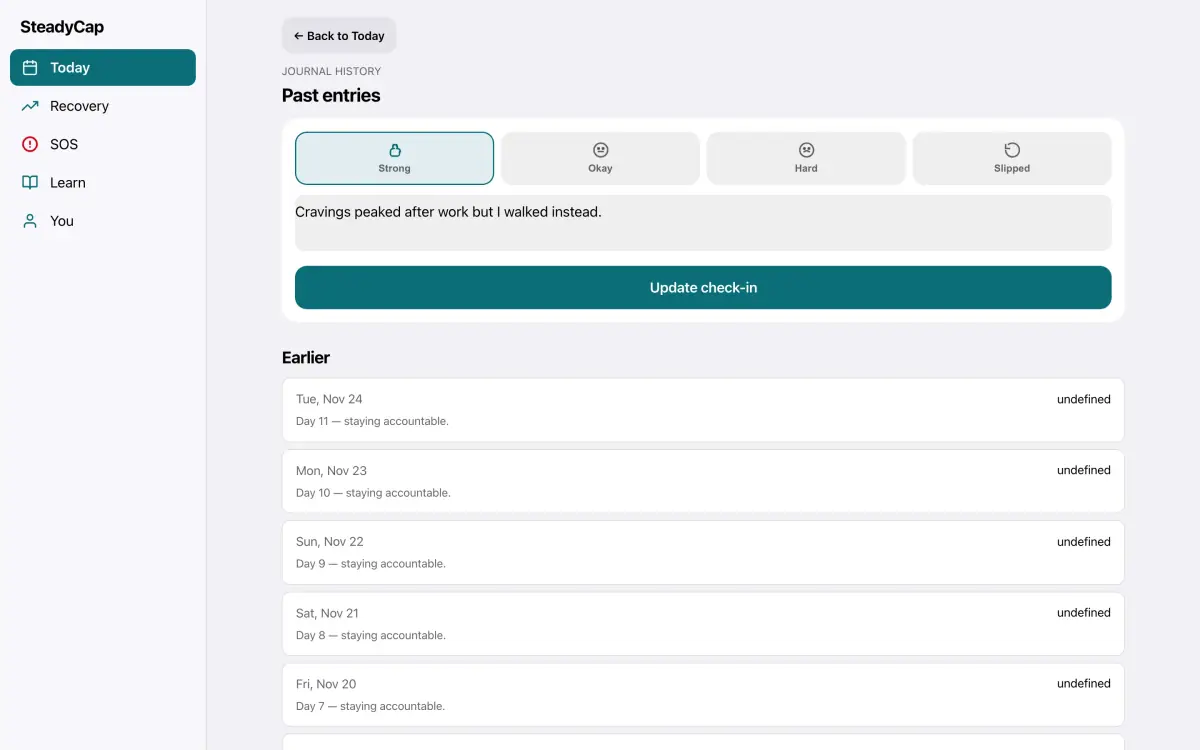 SteadyCap
Today
Recovery
SOS
Learn
You
← Back to Today
JOURNAL HISTORY
Past entries
Strong
Okay
Hard
Slipped
Cravings peaked after work but I walked instead.
Update check-in
Earlier
Tue, Nov 24
undefined
Day 11 — staying accountable.
Mon, Nov 23
undefined
Day 10 — staying accountable.
Sun, Nov 22
undefined
Day 9 — staying accountable.
Sat, Nov 21
undefined
Day 8 — staying accountable.
Fri, Nov 20
undefined
Day 7 — staying accountable.